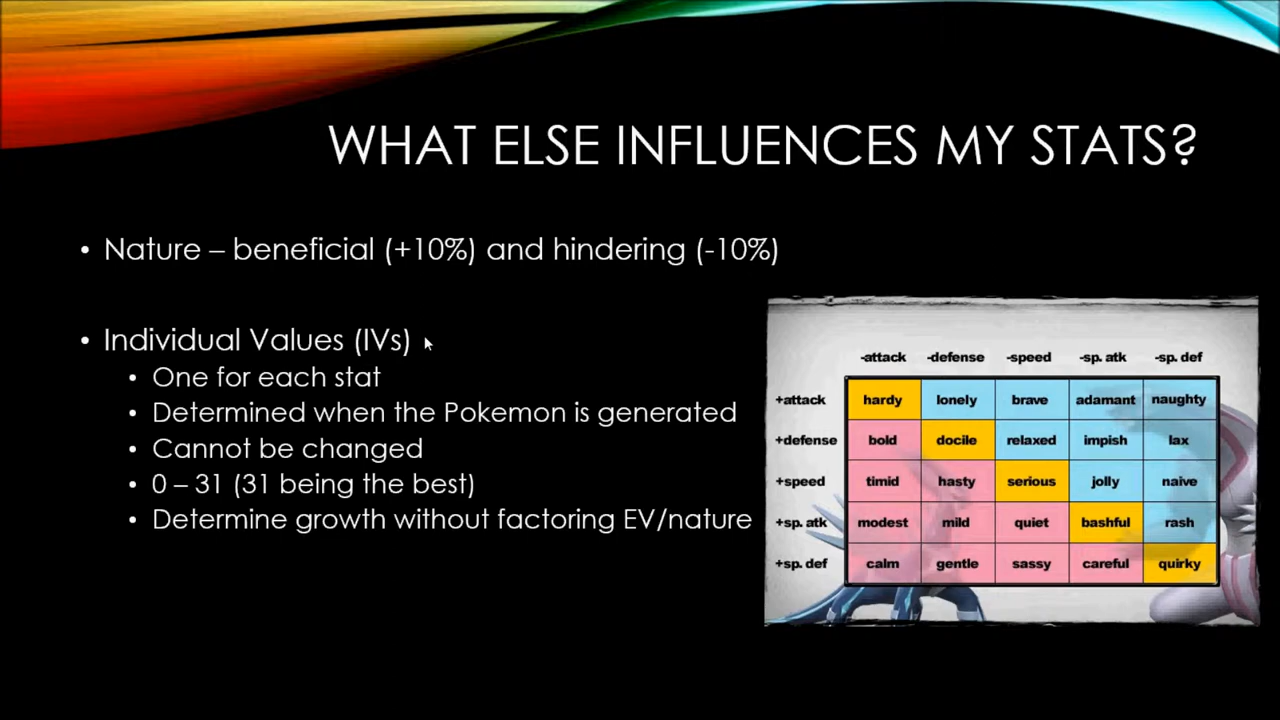 WHAT ELSE INFLUENCES MY STATS?
• Nature – beneficial (+10%) and hindering (-10%)
• Individual Values (IVs)
• One for each stat
• Determined when the Pokemon is generated
• Cannot be changed
• 0 – 31 (31 being the best)
• Determine growth without factoring EV/nature
-attack -defense -speed -sp. atk -sp. def
+attack hardy lonely brave adamant naughty
+defense bold docile relaxed impish lax
+speed timid hasty serious jolly naive
+sp. atk modest mild quiet bashful rash
+sp. def calm gentle sassy careful quirky